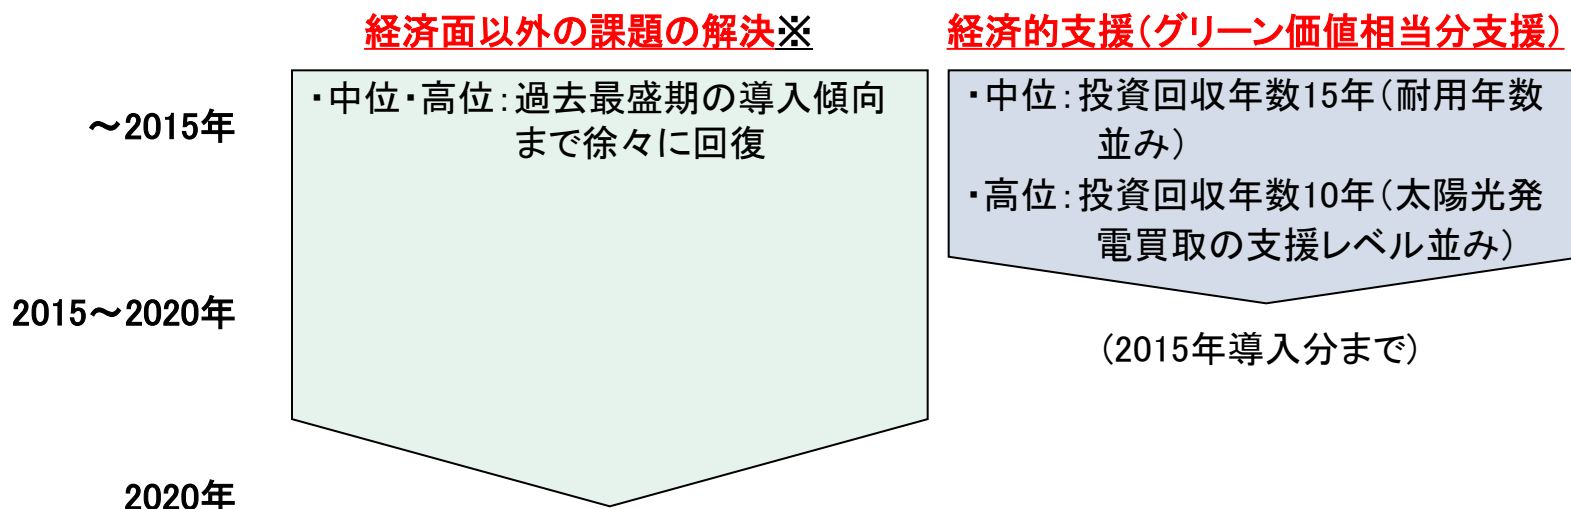 経済面以外の課題の解決※
経済的支援(グリーン価値相当分支援)
～2015年
・中位・高位：過去最盛期の導入傾向
まで徐々に回復
・中位：投資回収年数15年(耐用年数
並み)
・高位：投資回収年数10年(太陽光発
電買取の支援レベル並み)
2015～2020年
(2015年導入分まで)
2020年